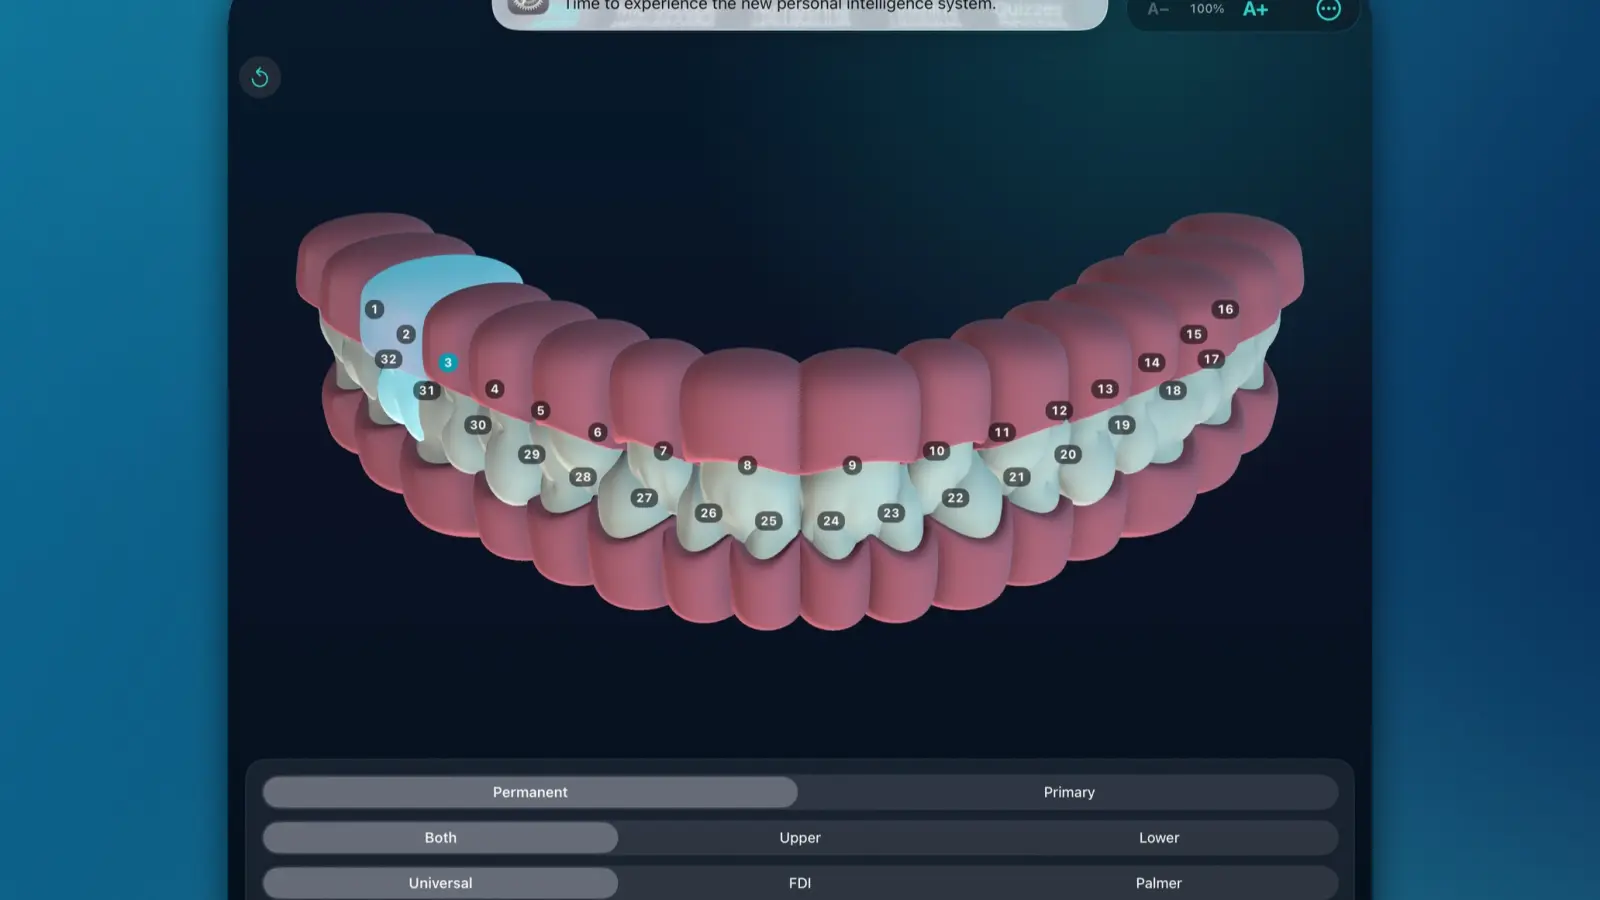 Time to experience the new personal intelligence system.
A− 100% A+
1 16
2 15
32 3 14 17
31 4 13 18
5 12
30 6 11 19
29 7 10 20
8 9
28 21
27 22
26 23
25 24
Permanent Primary
Both Upper Lower
Universal FDI Palmer